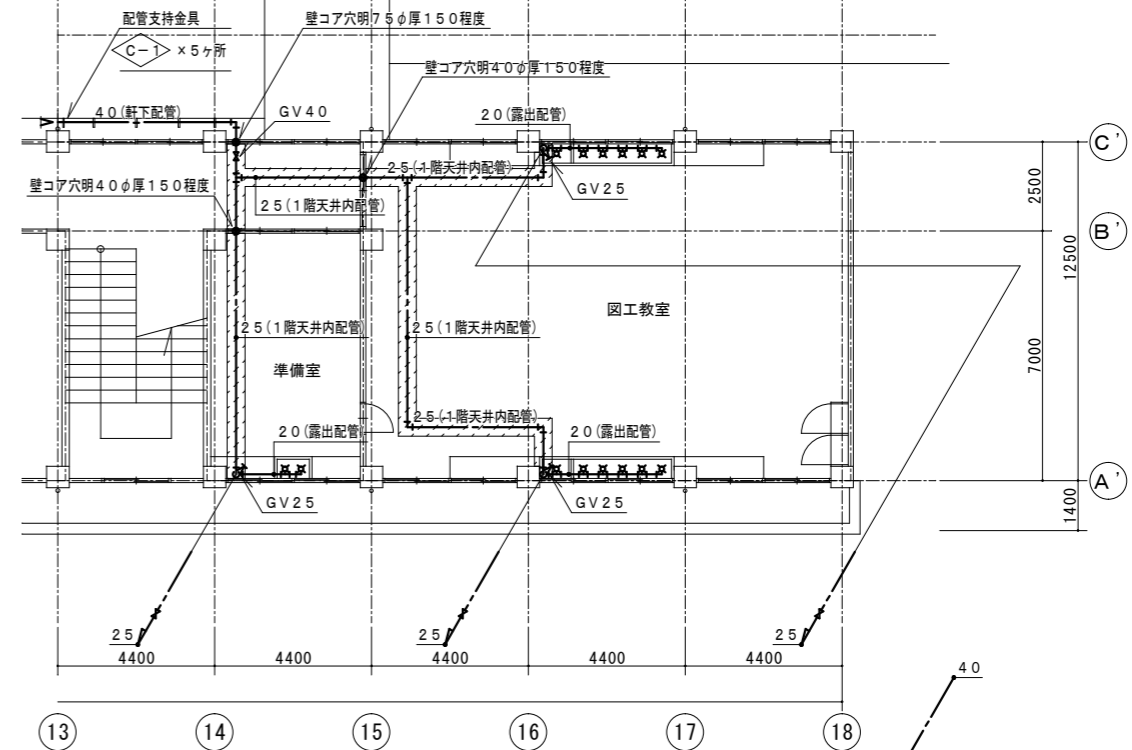 配管支持金具
C-1 ×5ヶ所
壁コア穴明75φ厚150程度
壁コア穴明40φ厚150程度
40(軒下配管)
GV40
20(露出配管)
25(1階天井内配管)
GV25
壁コア穴明40φ厚150程度
25(1階天井内配管)
C'
2500
B'
12500
図工教室
25(1階天井内配管)
25(1階天井内配管)
7000
準備室
25(1階天井内配管)
20(露出配管)
20(露出配管)
GV25
GV25
A'
1400
25
25
25
4400
4400
4400
4400
4400
40
13
14
15
16
17
18